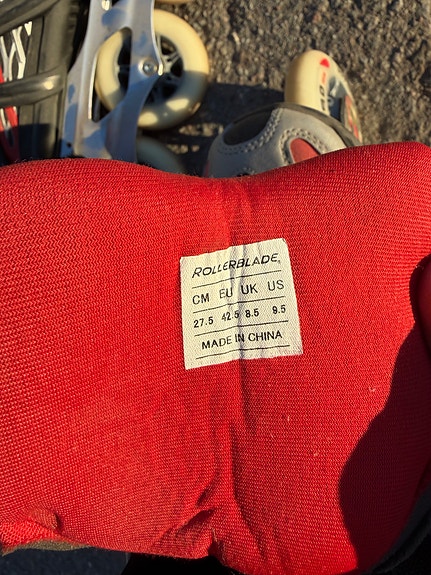 ROLLERBLADE®
CM EU UK US
27.5 42.5 8.5 9.5
MADE IN CHINA